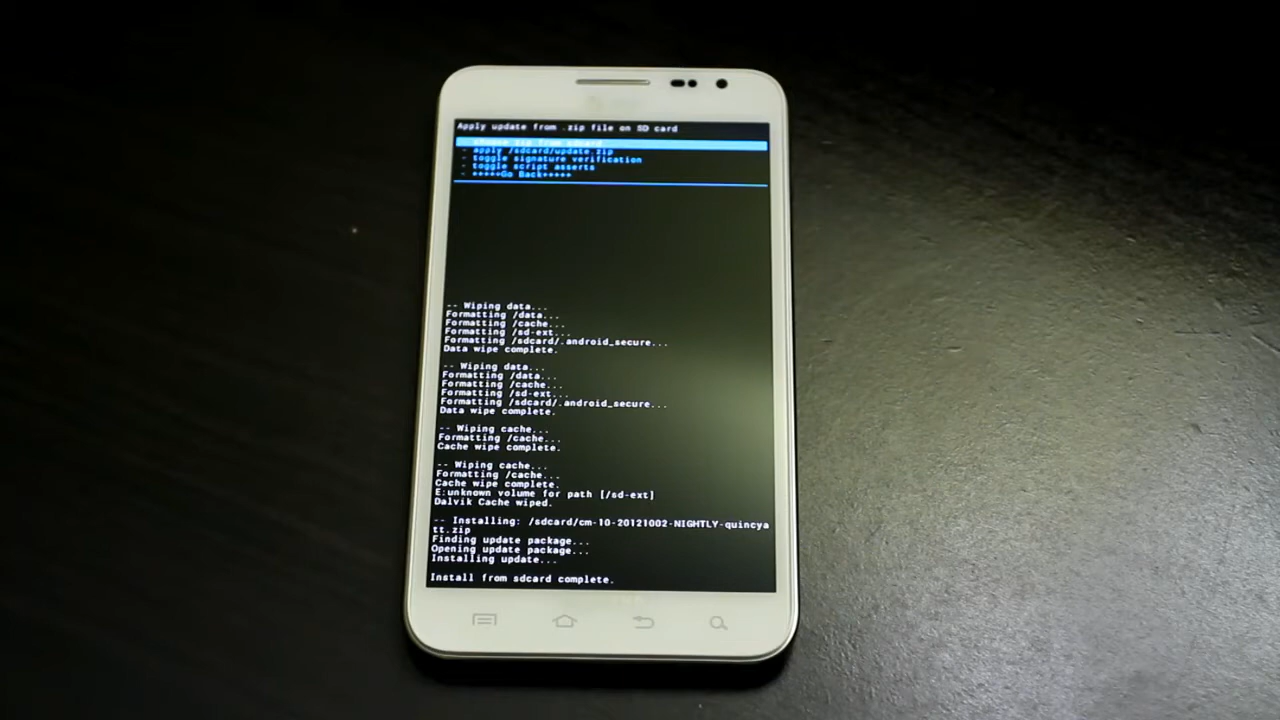 Apply update from .zip file on SD card
- choose zip from sdcard
- apply /sdcard/update.zip
- toggle signature verification
- toggle script asserts
- +++++Go Back+++++
-- Wiping data...
Formatting /data...
Formatting /cache...
Formatting /sd-ext...
Formatting /sdcard/.android_secure...
Data wipe complete.
-- Wiping data...
Formatting /data...
Formatting /cache...
Formatting /sd-ext...
Formatting /sdcard/.android_secure...
Data wipe complete.
-- Wiping cache...
Formatting /cache...
Cache wipe complete.
-- Wiping cache...
Formatting /cache...
Cache wipe complete.
E:unknown volume for path [/sd-ext]
Dalvik Cache wiped.
-- Installing: /sdcard/cm-10-20121002-NIGHTLY-quincya
tt.zip
Finding update package...
Opening update package...
Installing update...
Install from sdcard complete.